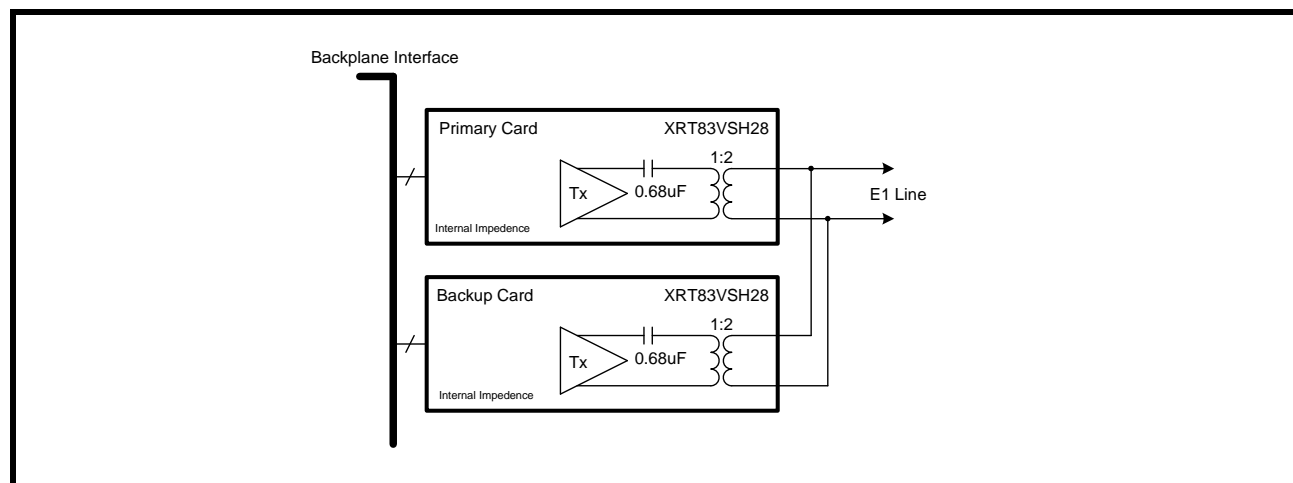 Backplane Interface
Primary Card XRT83VSH28
1:2
Tx 0.68uF
E1 Line
Internal Impedence
Backup Card XRT83VSH28
1:2
Tx 0.68uF
Internal Impedence